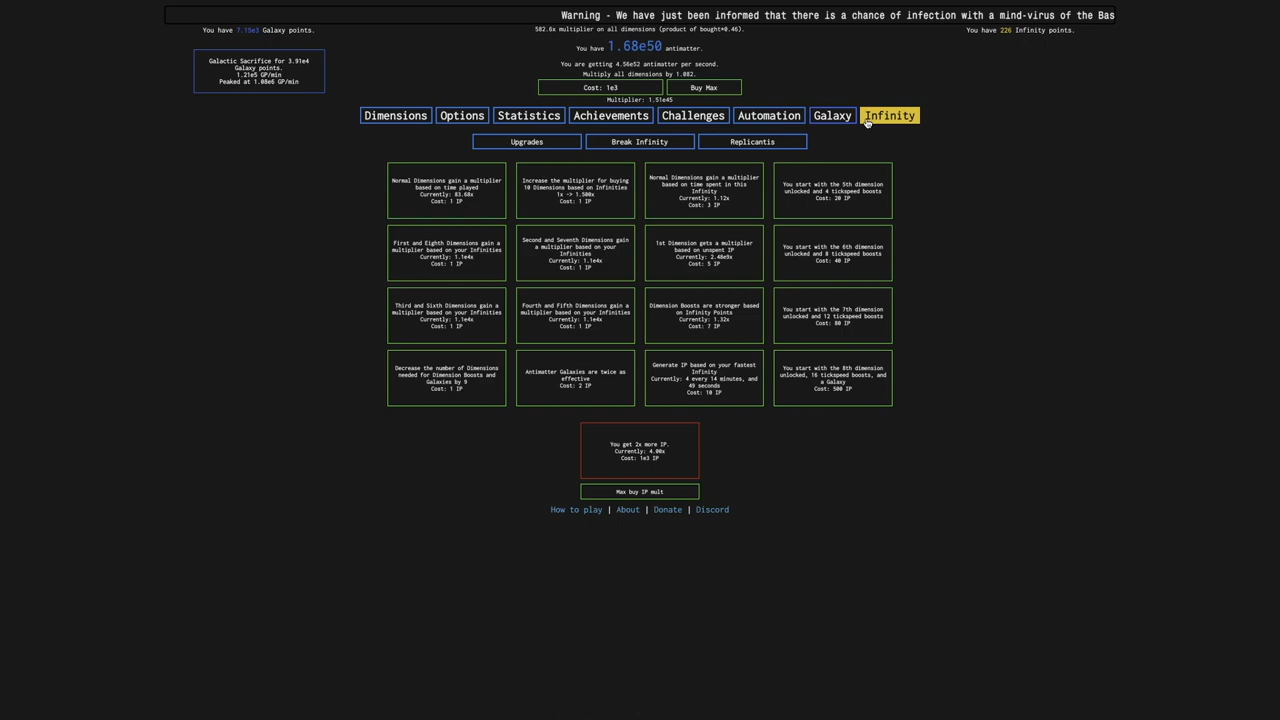 Warning - We have just been informed that there is a chance of infection with a mind-virus of the Bas
You have 7.15e3 Galaxy points.
582.6x multiplier on all dimensions (product of bought*0.46).
You have 226 Infinity points.
You have 1.68e50 antimatter.
Galactic Sacrifice for 3.91e4
Galaxy points.
1.21e5 GP/min
Peaked at 1.08e6 GP/min
You are getting 4.56e52 antimatter per second.
Multiply all dimensions by 1.082.
Cost: 1e3
Buy Max
Multiplier: 1.51e45
Dimensions
Options
Statistics
Achievements
Challenges
Automation
Galaxy
Infinity
Upgrades
Break Infinity
Replicantis
Normal Dimensions gain a multiplier
based on time played
Currently: 83.68x
Cost: 1 IP
Increase the multiplier for buying
10 Dimensions based on Infinities
1x -> 1.500x
Cost: 1 IP
Normal Dimensions gain a multiplier
based on time spent in this
Infinity
Currently: 1.12x
Cost: 3 IP
You start with the 5th dimension
unlocked and 4 tickspeed boosts
Cost: 20 IP
First and Eighth Dimensions gain a
multiplier based on your Infinities
Currently: 1.1e4x
Cost: 1 IP
Second and Seventh Dimensions gain
a multiplier based on your
Infinities
Currently: 1.1e4x
Cost: 1 IP
1st Dimension gets a multiplier
based on unspent IP
Currently: 2.48e9x
Cost: 5 IP
You start with the 6th dimension
unlocked and 8 tickspeed boosts
Cost: 40 IP
Third and Sixth Dimensions gain a
multiplier based on your Infinities
Currently: 1.1e4x
Cost: 1 IP
Fourth and Fifth Dimensions gain a
multiplier based on your Infinities
Currently: 1.1e4x
Cost: 1 IP
Dimension Boosts are stronger based
on Infinity Points
Currently: 1.32x
Cost: 7 IP
You start with the 7th dimension
unlocked and 12 tickspeed boosts
Cost: 80 IP
Decrease the number of Dimensions
needed for Dimension Boosts and
Galaxies by 9
Cost: 1 IP
Antimatter Galaxies are twice as
effective
Cost: 2 IP
Generate IP based on your fastest
Infinity
Currently: 4 every 14 minutes, and
49 seconds
Cost: 10 IP
You start with the 8th dimension
unlocked, 16 tickspeed boosts, and
a Galaxy
Cost: 500 IP
You get 2x more IP.
Currently: 4.00x
Cost: 1e3 IP
Max buy IP mult
How to play | About | Donate | Discord